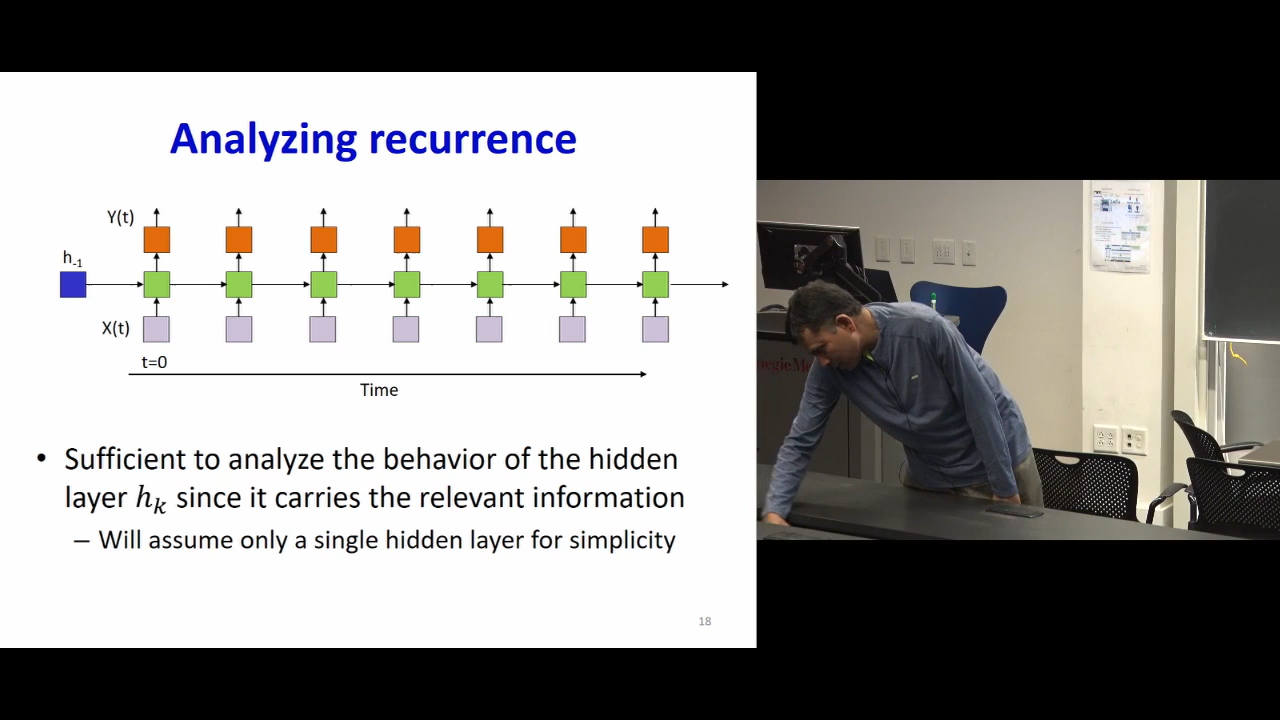 Analyzing recurrence
Y(t)
h-1
X(t)
t=0
Time
• Sufficient to analyze the behavior of the hidden
layer hk since it carries the relevant information
– Will assume only a single hidden layer for simplicity
18